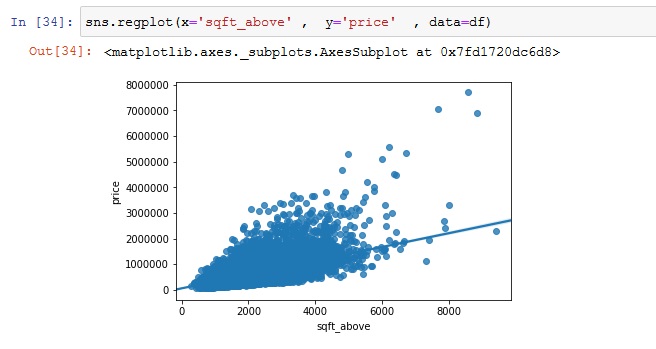 In [34]: sns.regplot(x='sqft_above' ,  y='price'  , data=df)
Out[34]: <matplotlib.axes._subplots.AxesSubplot at 0x7fd1720dc6d8>
8000000
7000000
6000000
5000000
4000000
3000000
2000000
1000000
0
price
0 2000 4000 6000 8000
sqft_above